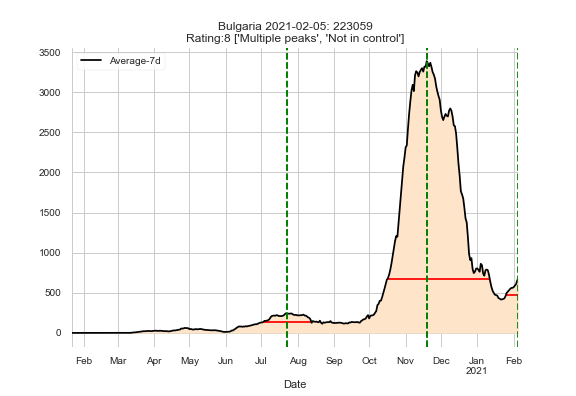 Bulgaria 2021-02-05: 223059
Rating:8 ['Multiple peaks', 'Not in control']
Average-7d
3500
3000
2500
2000
1500
1000
500
0
Feb Mar Apr May Jun Jul Aug Sep Oct Nov Dec Jan Feb
2021
Date